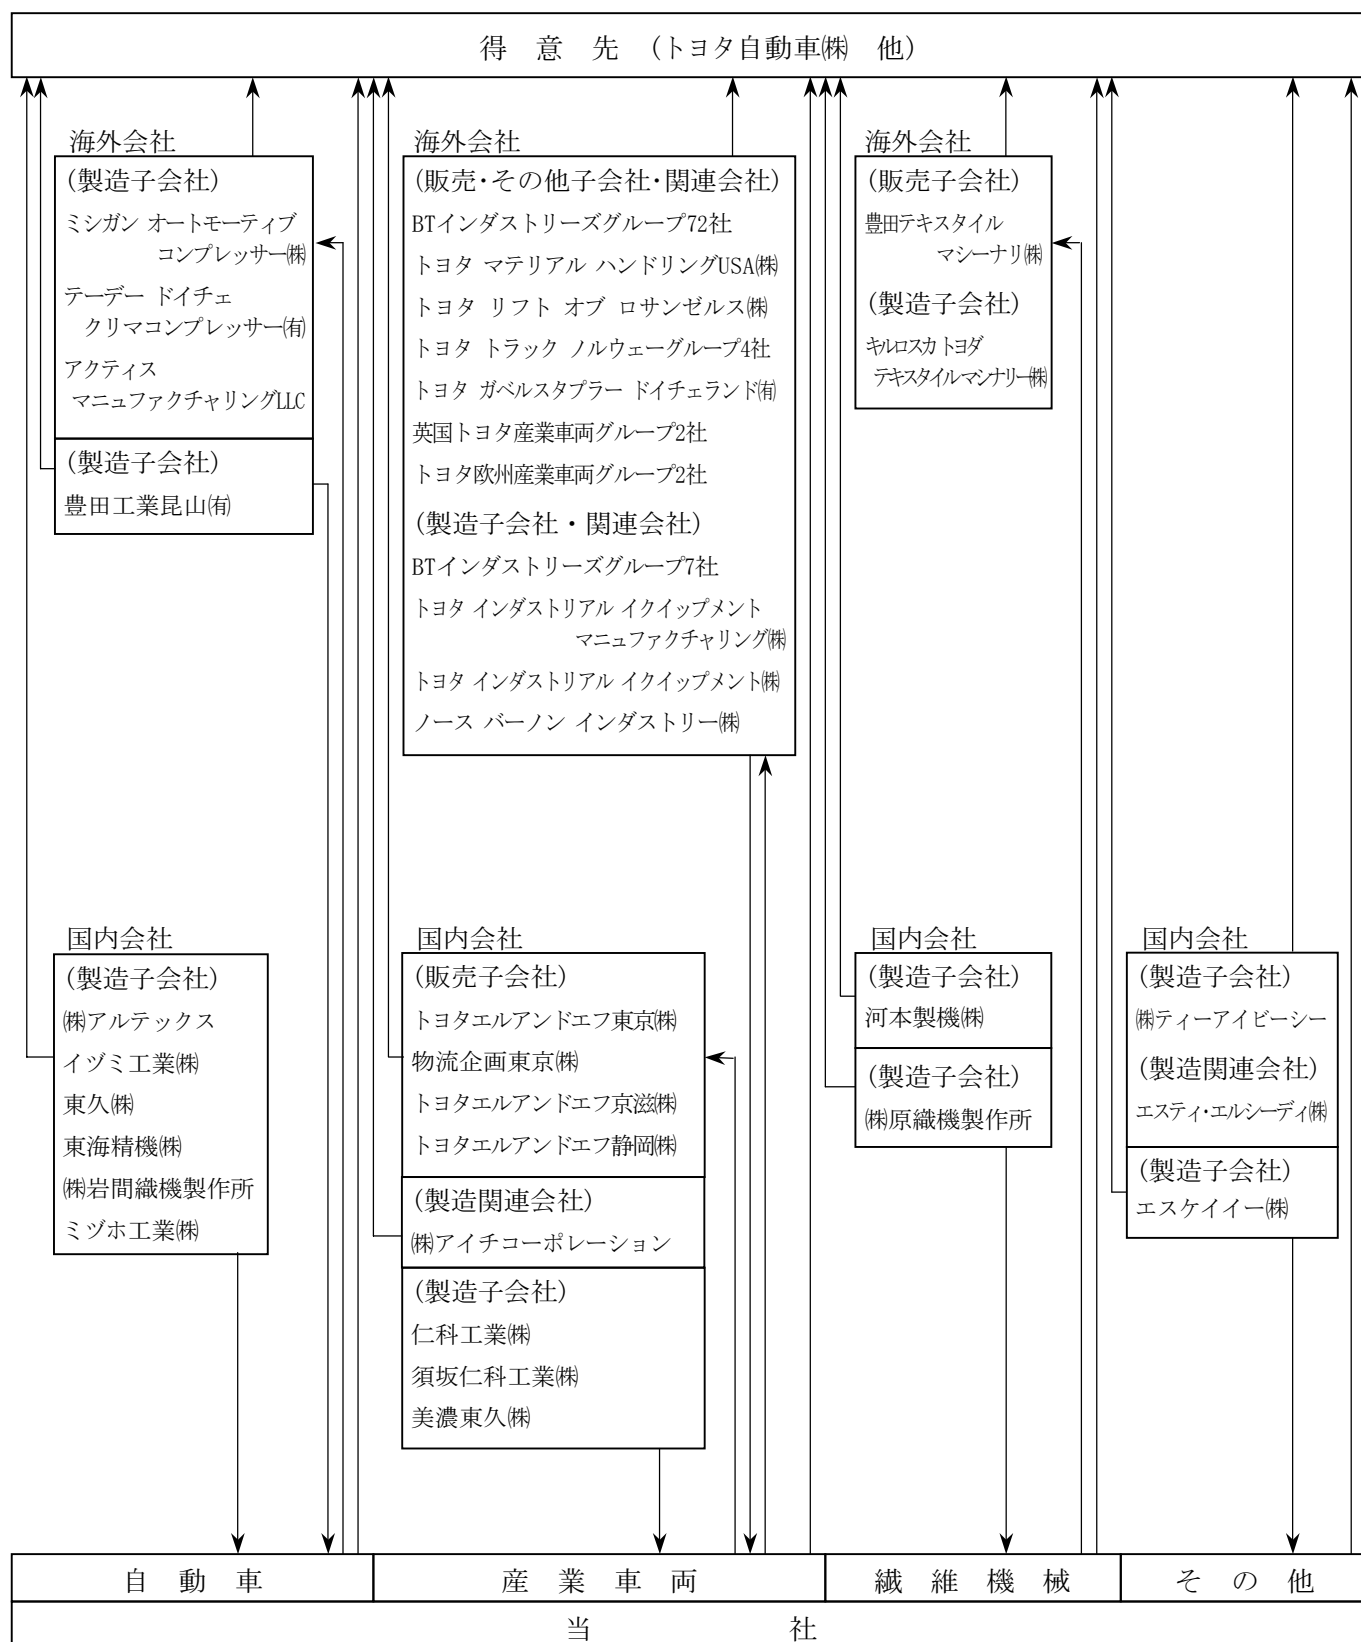 得意先(トヨタ自動車㈱ 他)
海外会社
(製造子会社)
ミシガン オートモーティブ
コンプレッサー㈱
テーデー ドイチェ
クリマコンプレッサー㈲
アクティス
マニュファクチャリングLLC
(製造子会社)
豊田工業昆山㈲
海外会社
(販売・その他子会社・関連会社)
BTインダストリーズグループ72社
トヨタ マテリアル ハンドリングUSA㈱
トヨタ リフト オブ ロサンゼルス㈱
トヨタ トラック ノルウェーグループ4社
トヨタ ガベルスタプラー ドイチェランド㈲
英国トヨタ産業車両グループ2社
トヨタ欧州産業車両グループ2社
(製造子会社・関連会社)
BTインダストリーズグループ7社
トヨタ インダストリアル イクイップメント
マニュファクチャリング㈱
トヨタ インダストリアル イクイップメント㈱
ノース バーノン インダストリー㈱
海外会社
(販売子会社)
豊田テキスタイル
マシーナリ㈱
(製造子会社)
キルロスカ トヨダ
テキスタイルマシナリー㈱
国内会社
(製造子会社)
㈱アルテックス
イヅミ工業㈱
東久㈱
東海精機㈱
㈱岩間織機製作所
ミヅホ工業㈱
国内会社
(販売子会社)
トヨタエルアンドエフ東京㈱
物流企画東京㈱
トヨタエルアンドエフ京滋㈱
トヨタエルアンドエフ静岡㈱
(製造関連会社)
㈱アイチコーポレーション
(製造子会社)
仁科工業㈱
須坂仁科工業㈱
美濃東久㈱
国内会社
(製造子会社)
河本製機㈱
(製造子会社)
㈱原織機製作所
国内会社
(製造子会社)
㈱ティーアイビーシー
(製造関連会社)
エスティ・エルシーディ㈱
(製造子会社)
エスケイイー㈱
自動車
産業車両
繊維機械
その他
当社